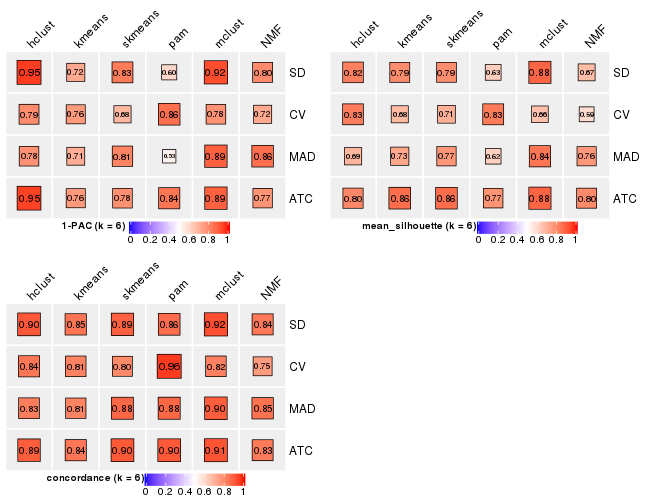 hclust kmeans skmeans pam mclust NMF
0.95 0.72 0.83 0.60 0.92 0.80 SD
0.79 0.76 0.68 0.86 0.78 0.72 CV
0.78 0.71 0.81 0.53 0.89 0.86 MAD
0.95 0.76 0.78 0.84 0.89 0.77 ATC
1-PAC (k = 6)
0 0.2 0.4 0.6 0.8 1
hclust kmeans skmeans pam mclust NMF
0.82 0.79 0.79 0.63 0.88 0.67 SD
0.83 0.68 0.71 0.83 0.66 0.59 CV
0.69 0.73 0.77 0.62 0.84 0.76 MAD
0.80 0.86 0.86 0.77 0.88 0.80 ATC
mean_silhouette (k = 6)
0 0.2 0.4 0.6 0.8 1
hclust kmeans skmeans pam mclust NMF
0.90 0.85 0.89 0.86 0.92 0.84 SD
0.84 0.81 0.80 0.96 0.82 0.75 CV
0.83 0.81 0.88 0.88 0.90 0.85 MAD
0.89 0.84 0.90 0.90 0.91 0.83 ATC
concordance (k = 6)
0 0.2 0.4 0.6 0.8 1